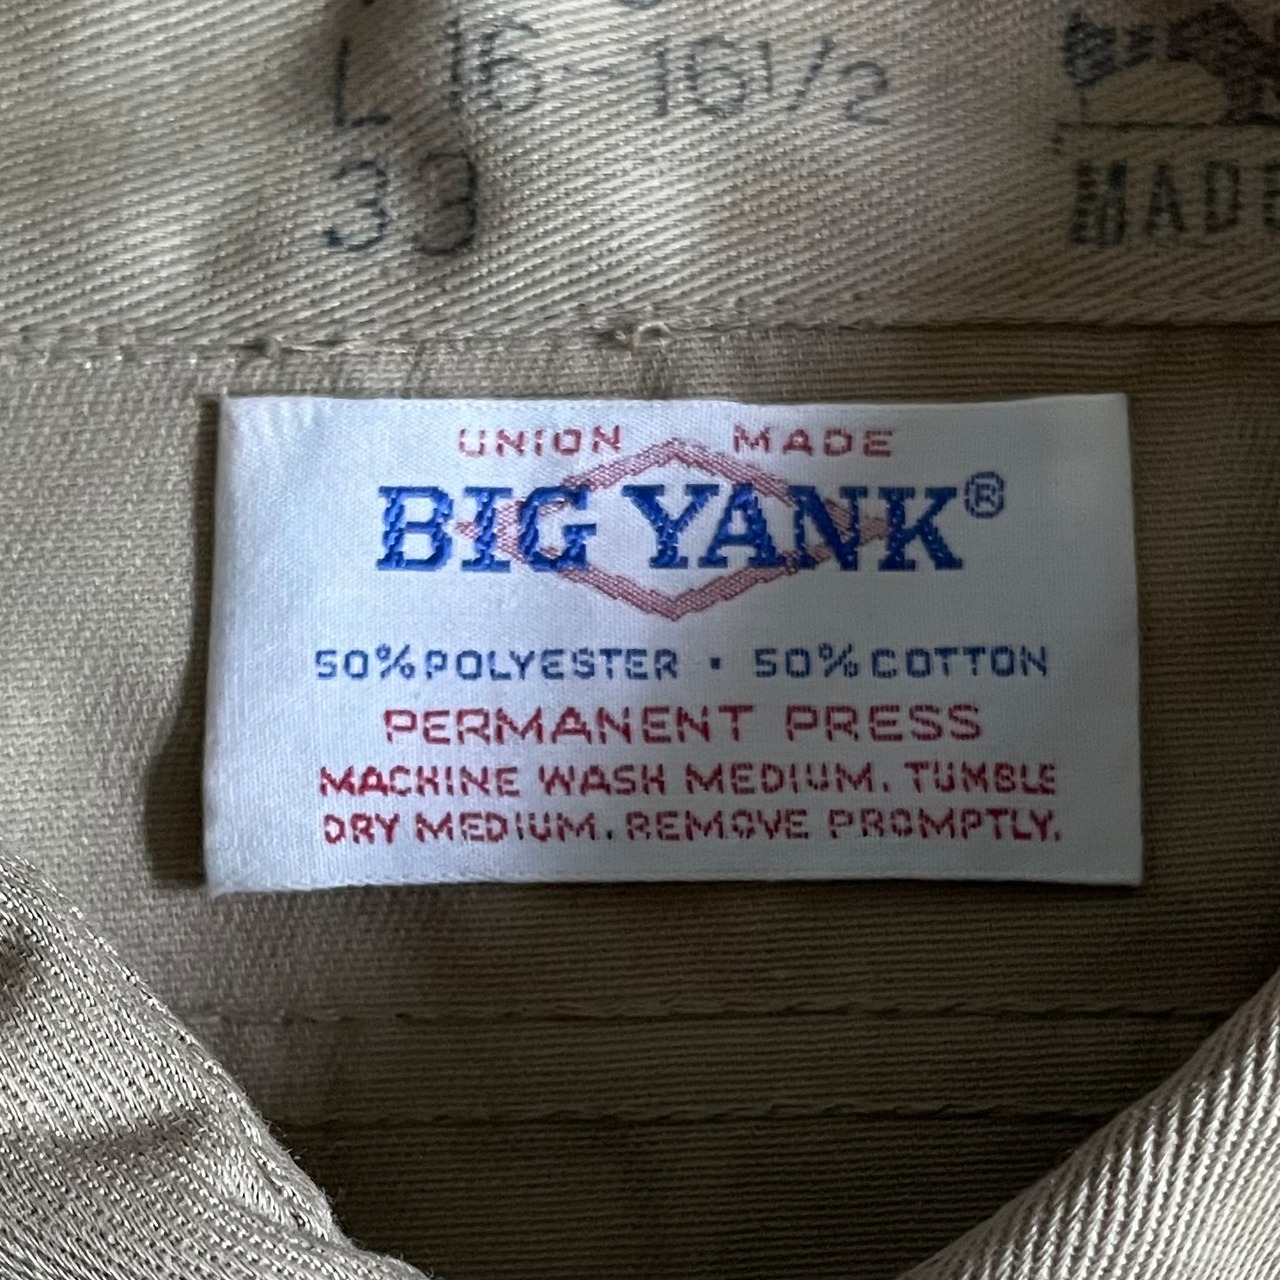 L 16-16½
33
MADE
UNION MADE
BIG YANK®
50% POLYESTER · 50% COTTON
PERMANENT PRESS
MACHINE WASH MEDIUM. TUMBLE
DRY MEDIUM. REMOVE PROMPTLY.